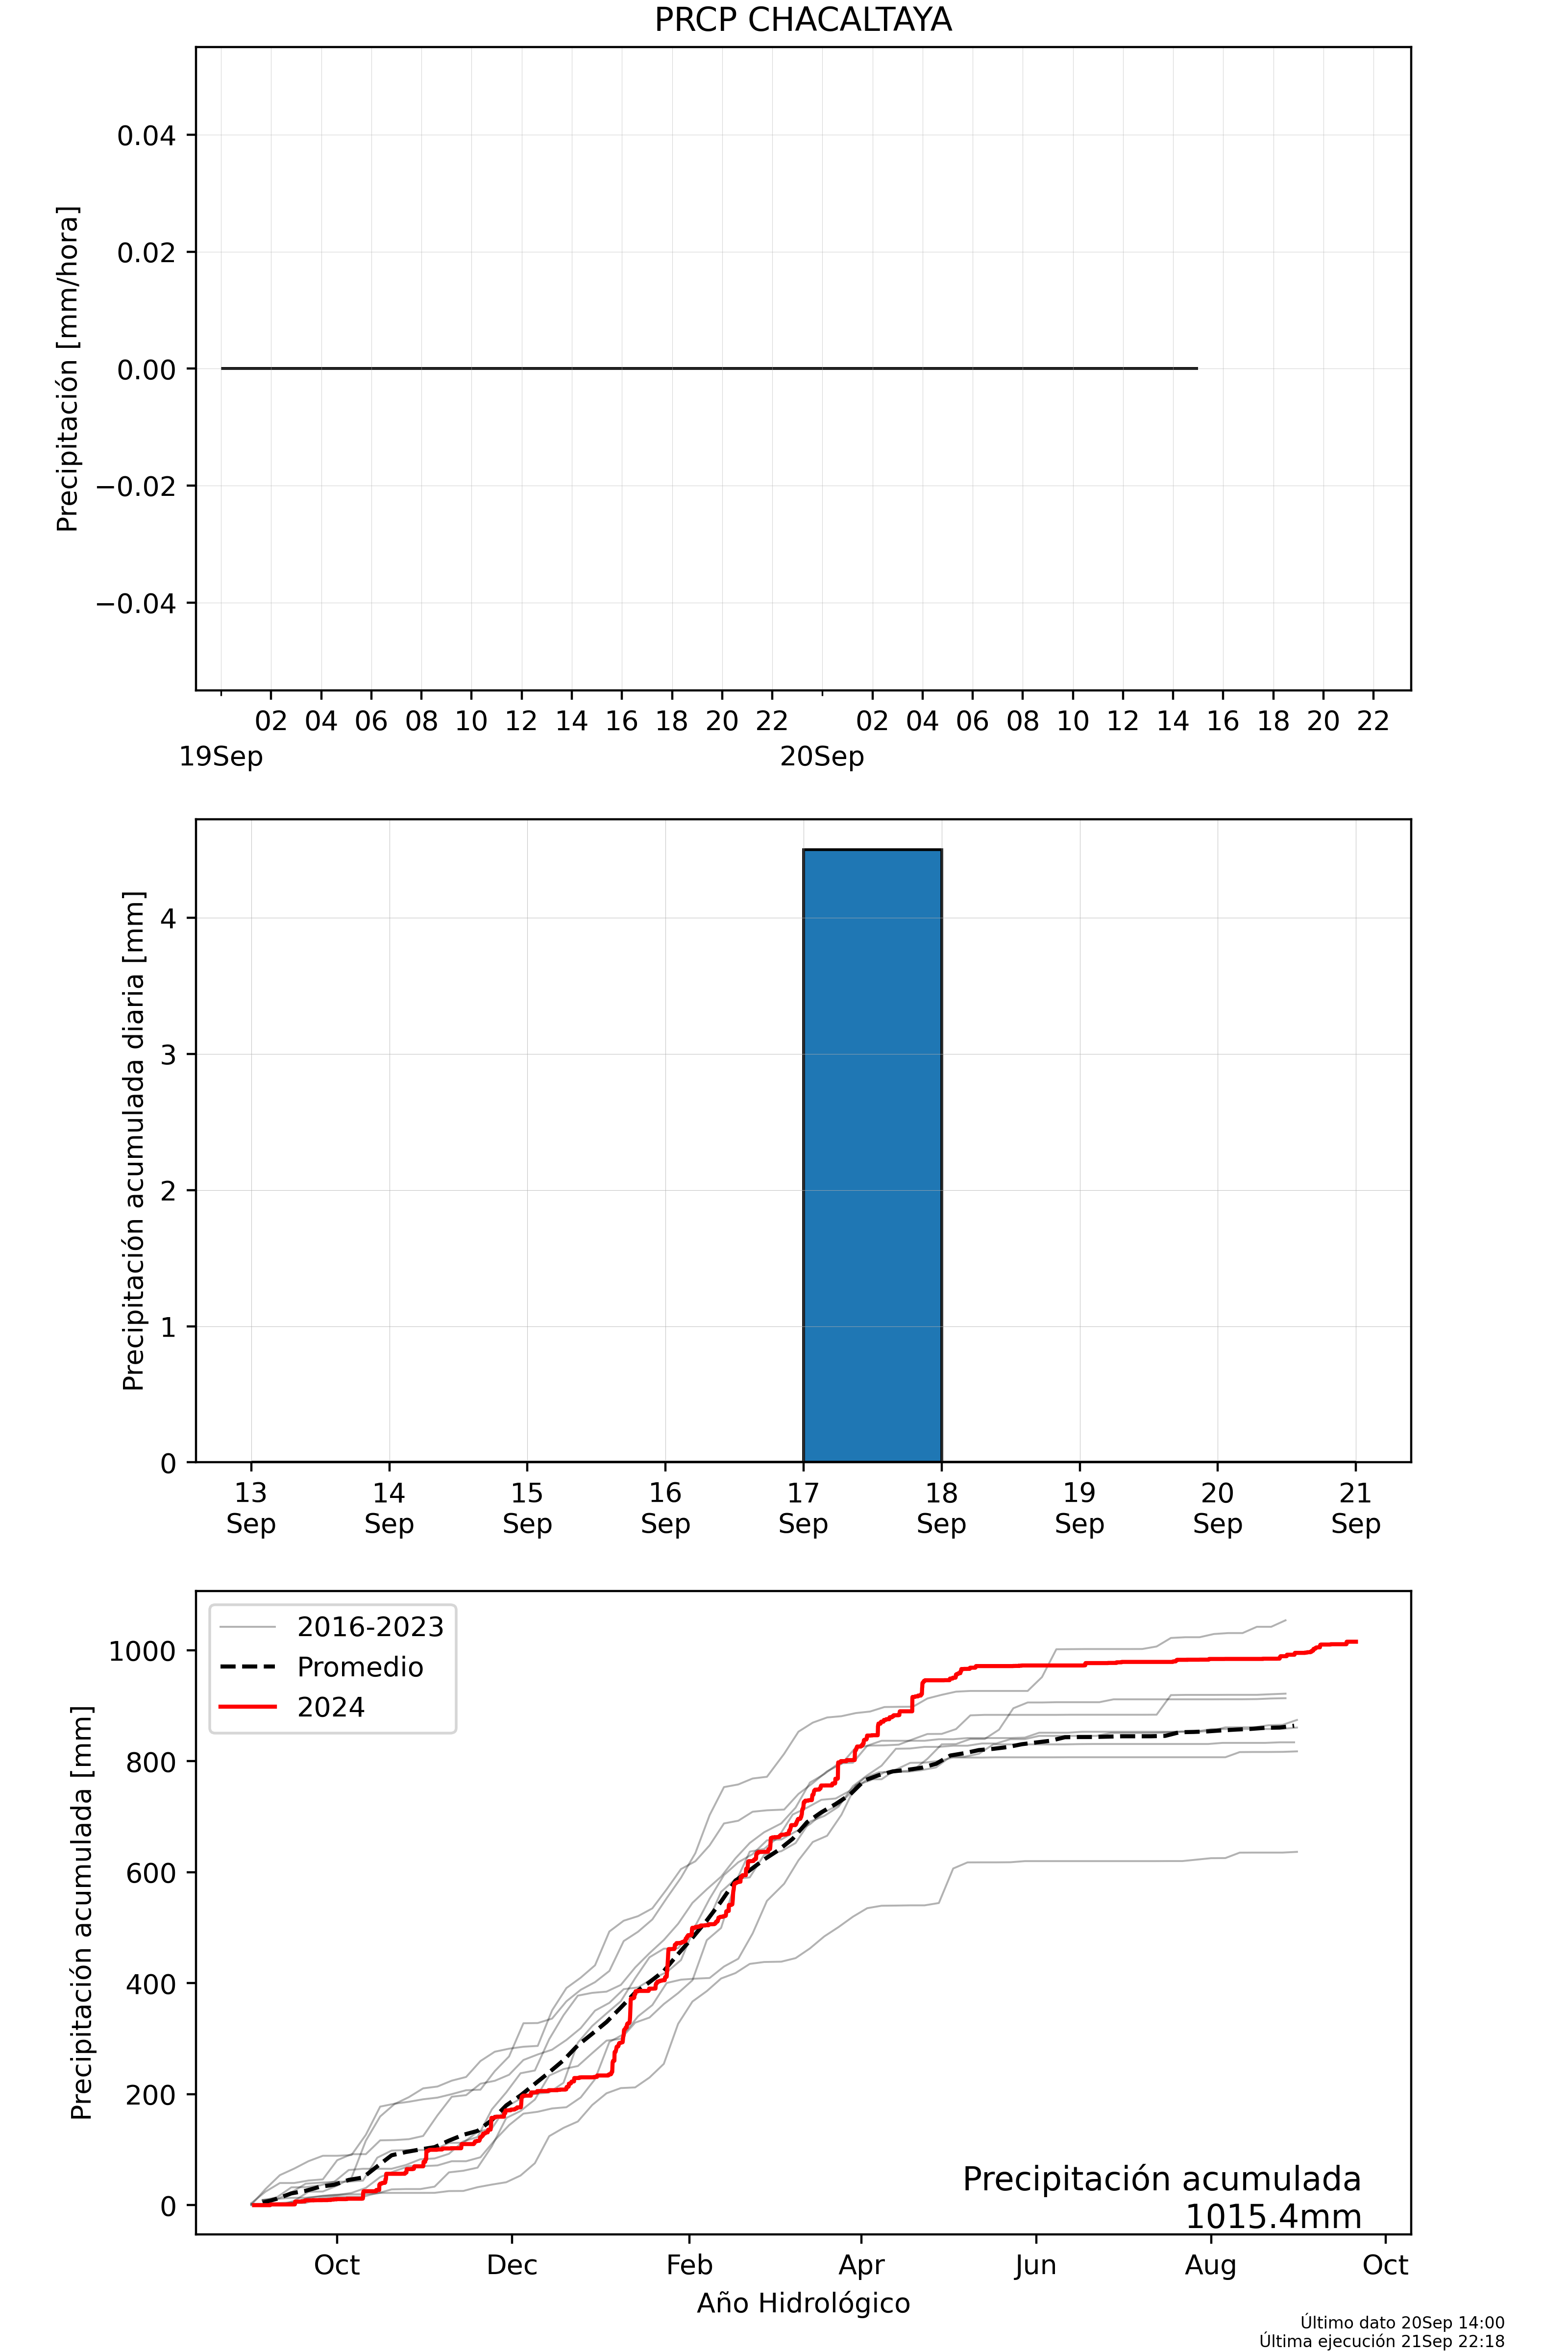 PRCP CHACALTAYA
Precipitación [mm/hora]
0.04
0.02
0.00
−0.02
−0.04
02 04 06 08 10 12 14 16 18 20 22 02 04 06 08 10 12 14 16 18 20 22
19Sep 20Sep
Precipitación acumulada diaria [mm]
4
3
2
1
0
13 14 15 16 17 18 19 20 21
Sep Sep Sep Sep Sep Sep Sep Sep Sep
Precipitación acumulada [mm]
1000
800
600
400
200
0
2016-2023
Promedio
2024
Precipitación acumulada
1015.4mm
Oct Dec Feb Apr Jun Aug Oct
Año Hidrológico
Último dato 20Sep 14:00
Última ejecución 21Sep 22:18